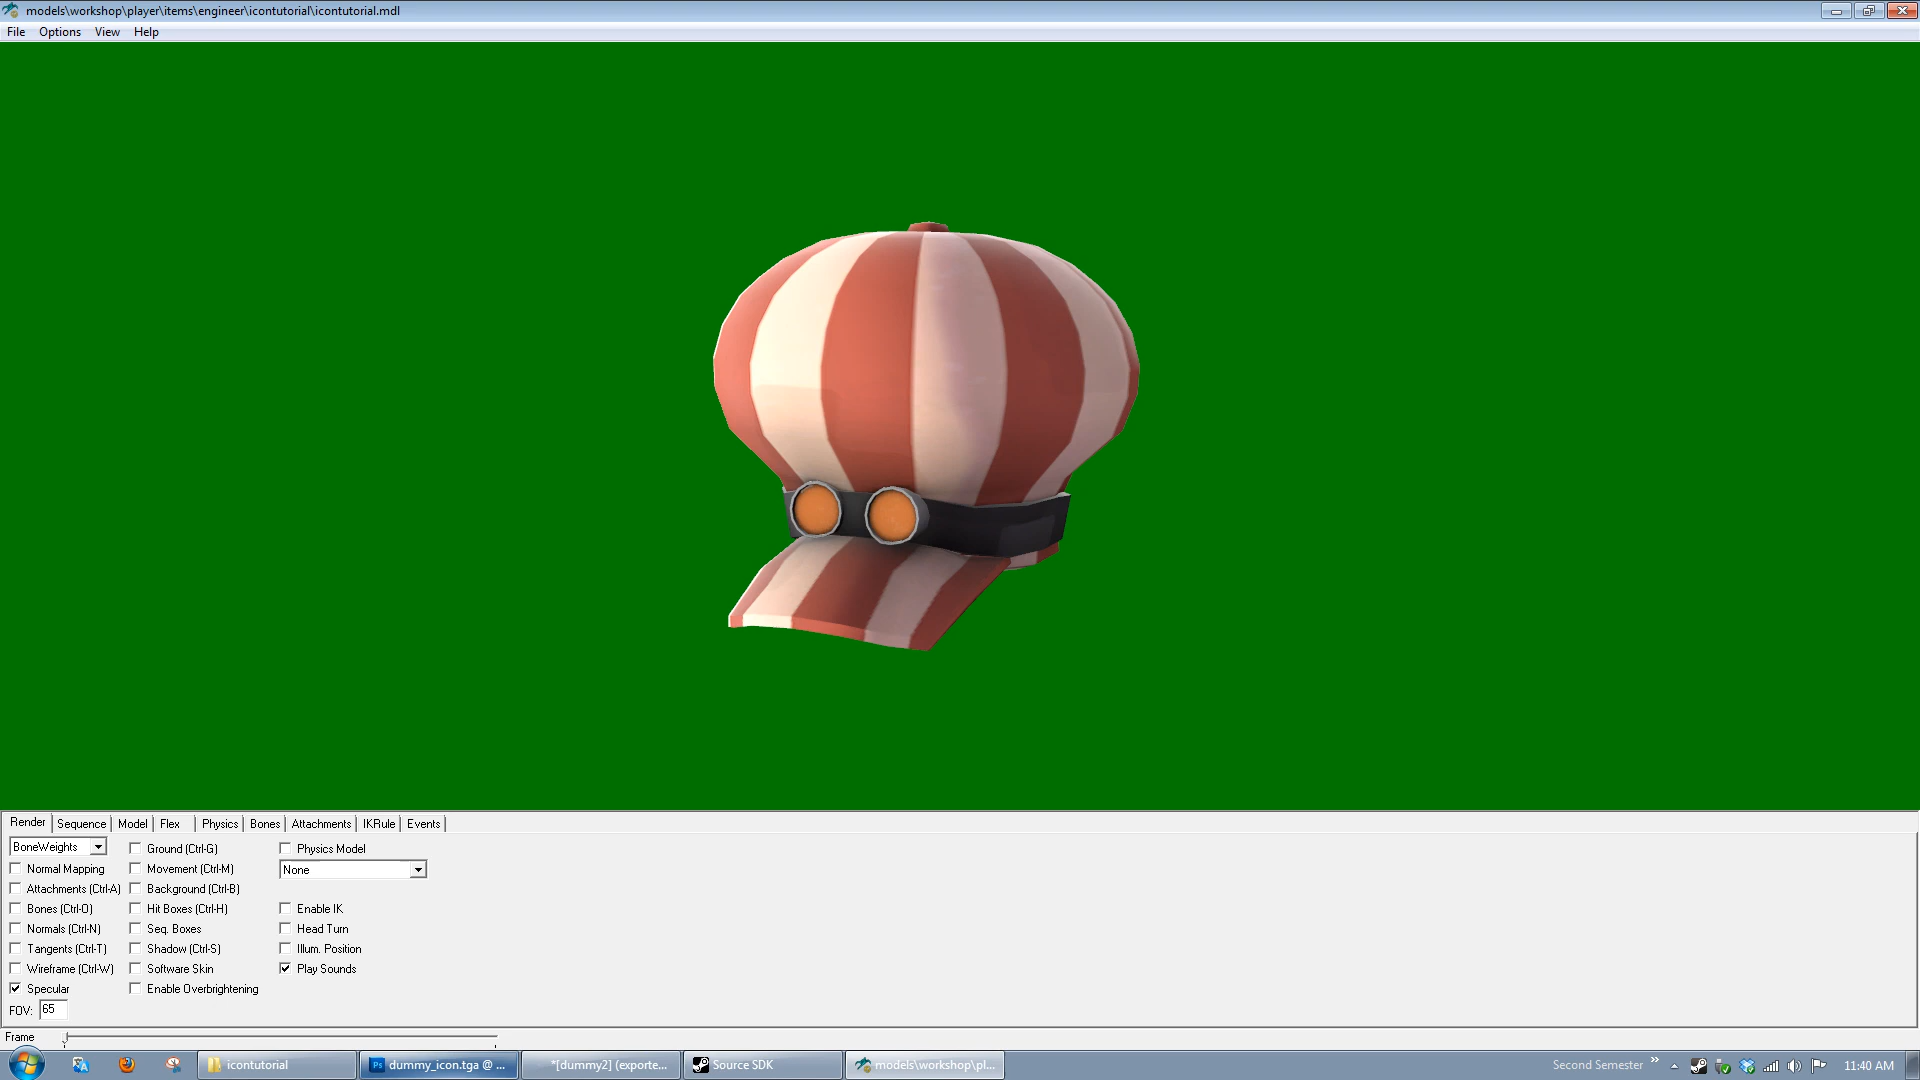 models\workshop\player\items\engineer\icontutorial\icontutorial.mdl
File Options View Help
Render Sequence Model Flex Physics Bones Attachments IKRule Events
BoneWeights Ground (Ctrl-G) Physics Model
Normal Mapping Movement (Ctrl-M) None
Attachments (Ctrl-A) Background (Ctrl-B)
Bones (Ctrl-O) Hit Boxes (Ctrl-H) Enable IK
Normals (Ctrl-N) Seq. Boxes Head Turn
Tangents (Ctrl-T) Shadow (Ctrl-S) Illum. Position
Wireframe (Ctrl-W) Software Skin Play Sounds
Specular Enable Overbrightening
FOV: 65
Frame
icontutorial Ps dummy_icon.tga @ ... *[dummy2] (exporte... Source SDK models\workshop\pl... Second Semester 11:40 AM